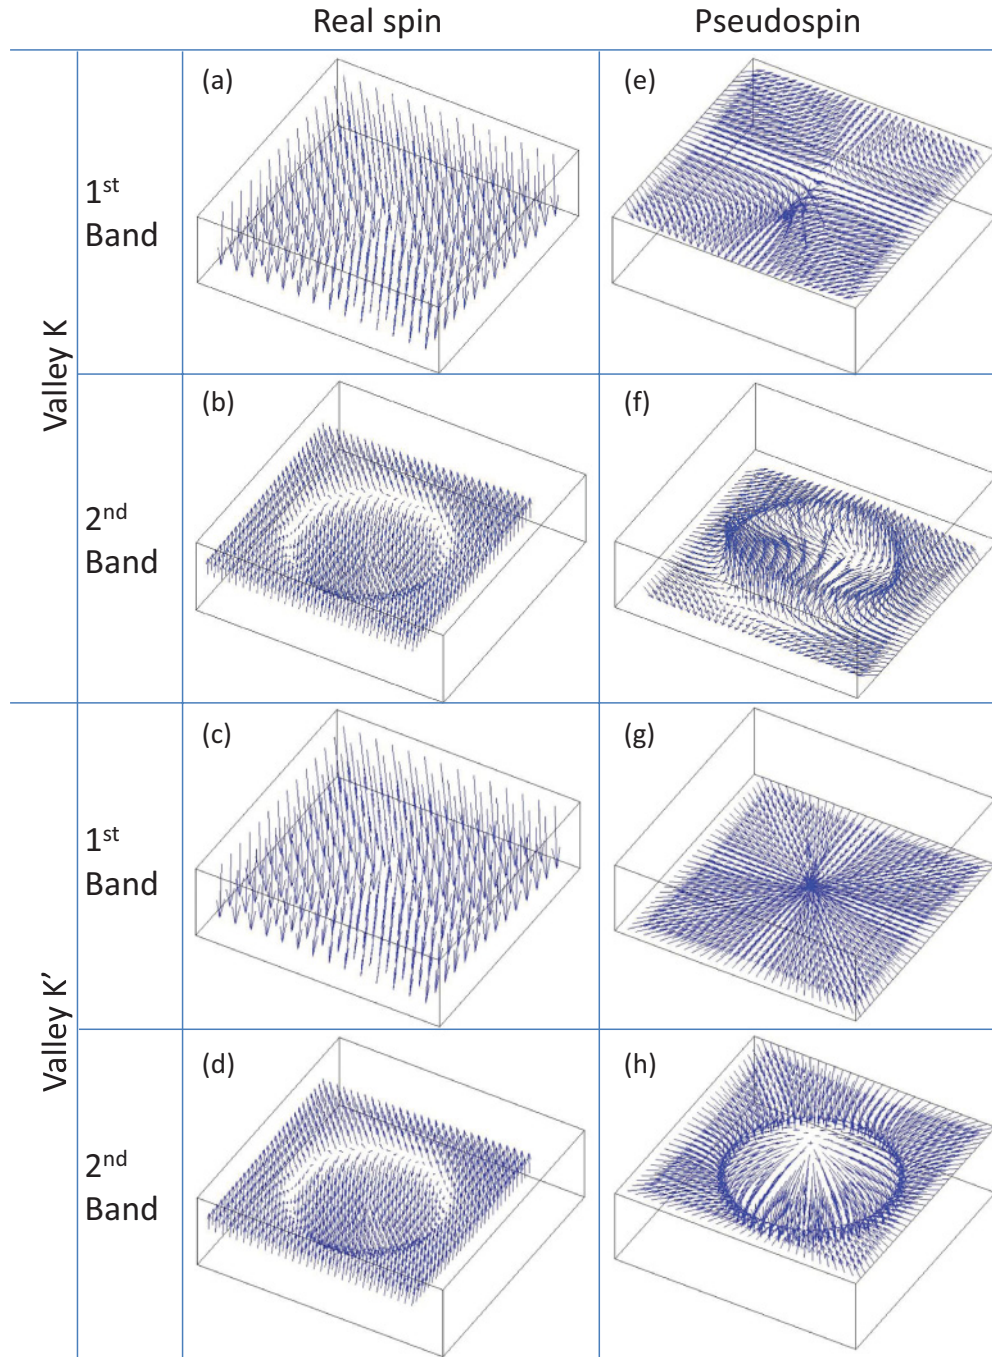 Real spin Pseudospin
Valley K
1st Band
(a) (e)
2nd Band
(b) (f)
Valley K’
1st Band
(c) (g)
2nd Band
(d) (h)